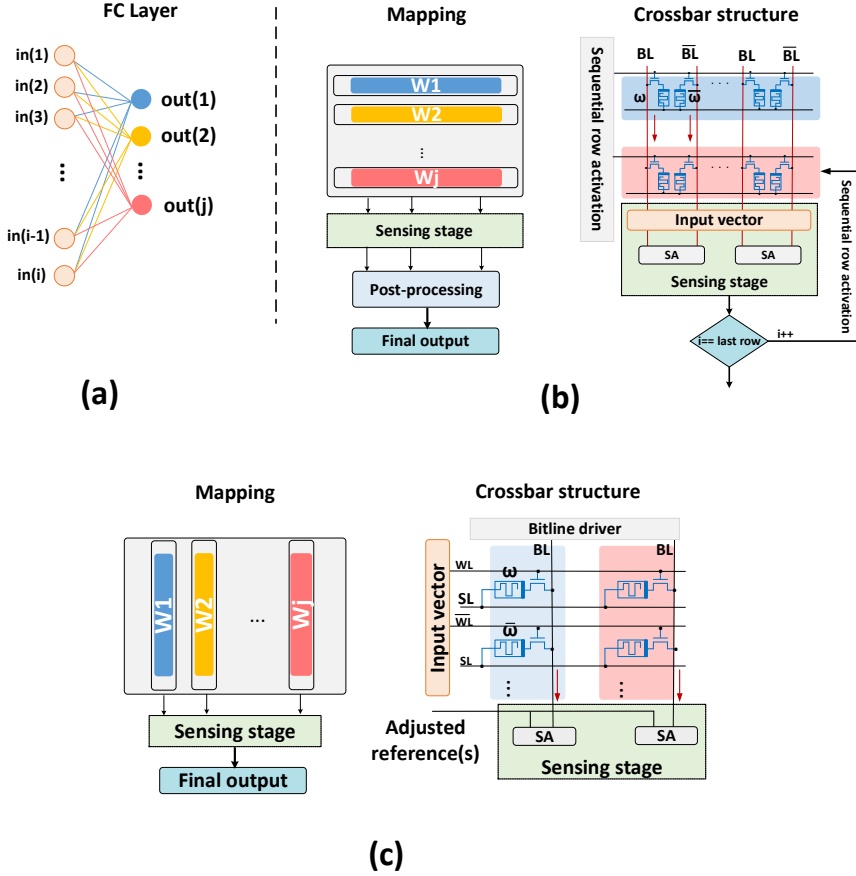 FC Layer
in(1)
in(2)
in(3)
...
in(i-1)
in(i)
out(1)
out(2)
...
out(j)
(a)
Mapping
W1
W2
...
Wj
Sensing stage
Post-processing
Final output
Crossbar structure
Sequential row activation
BL
B̅L̅
. . .
BL
B̅L̅
ω
ω̅
. . .
Input vector
SA
SA
Sensing stage
i== last row
i++
Sequential row activation
(b)
Mapping
W1
W2
...
Wj
Sensing stage
Final output
Crossbar structure
Bitline driver
BL
BL
Input vector
WL
ω
SL
W̅L̅
ω̅
SL
...
...
Adjusted
reference(s)
SA
SA
Sensing stage
(c)